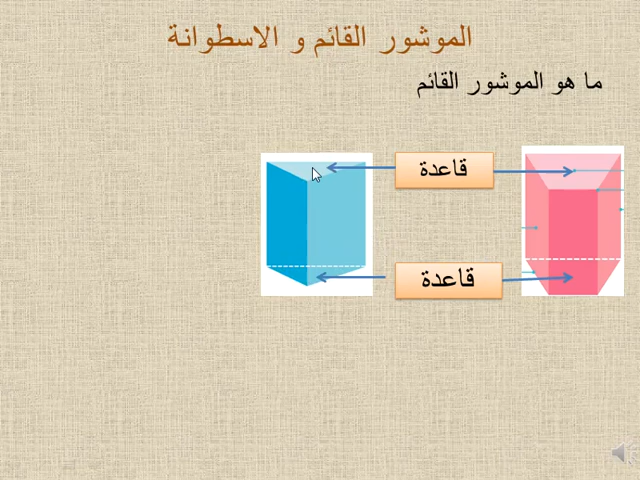 الموشور القائم و الاسطوانة
ما هو الموشور القائم
قاعدة
قاعدة